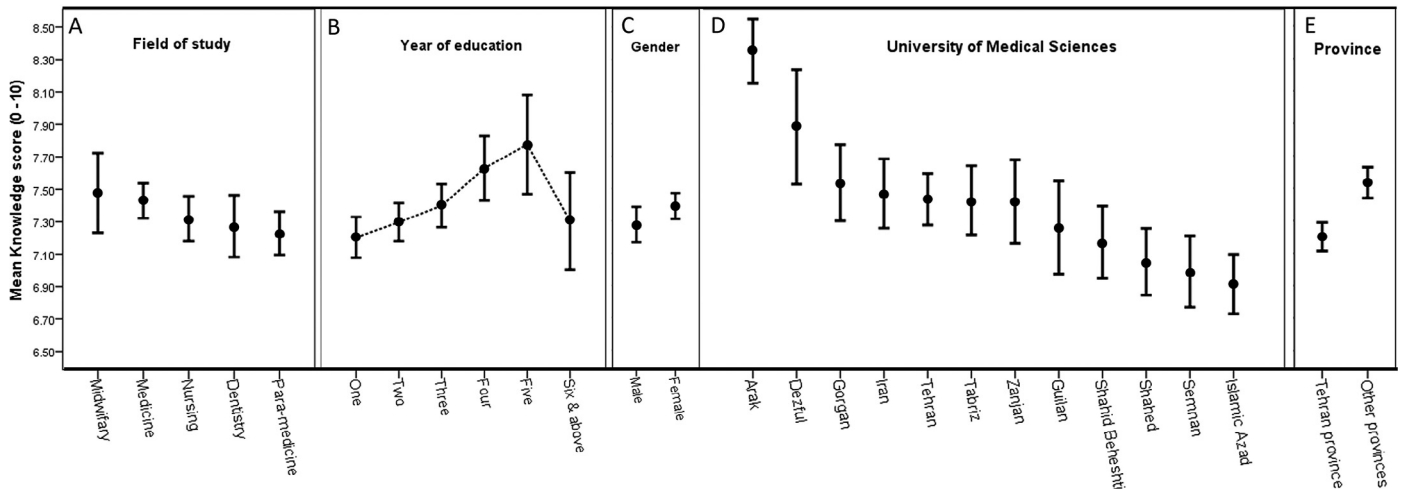 A
Field of study
B
Year of education
C
Gender
D
University of Medical Sciences
E
Province
Mean Knowledge score (0 -10)
8.50
8.30
8.10
7.90
7.70
7.50
7.30
7.10
6.90
6.70
6.50
Midwifary
Medicine
Nursing
Dentistry
Para-medicine
One
Two
Three
Four
Five
Six & above
Male
Female
Arak
Dezful
Gorgan
Iran
Tehran
Tabriz
Zanjan
Guilan
Shahid Beheshti
Shahed
Semnan
Islamic Azad
Tehran province
Other provinces